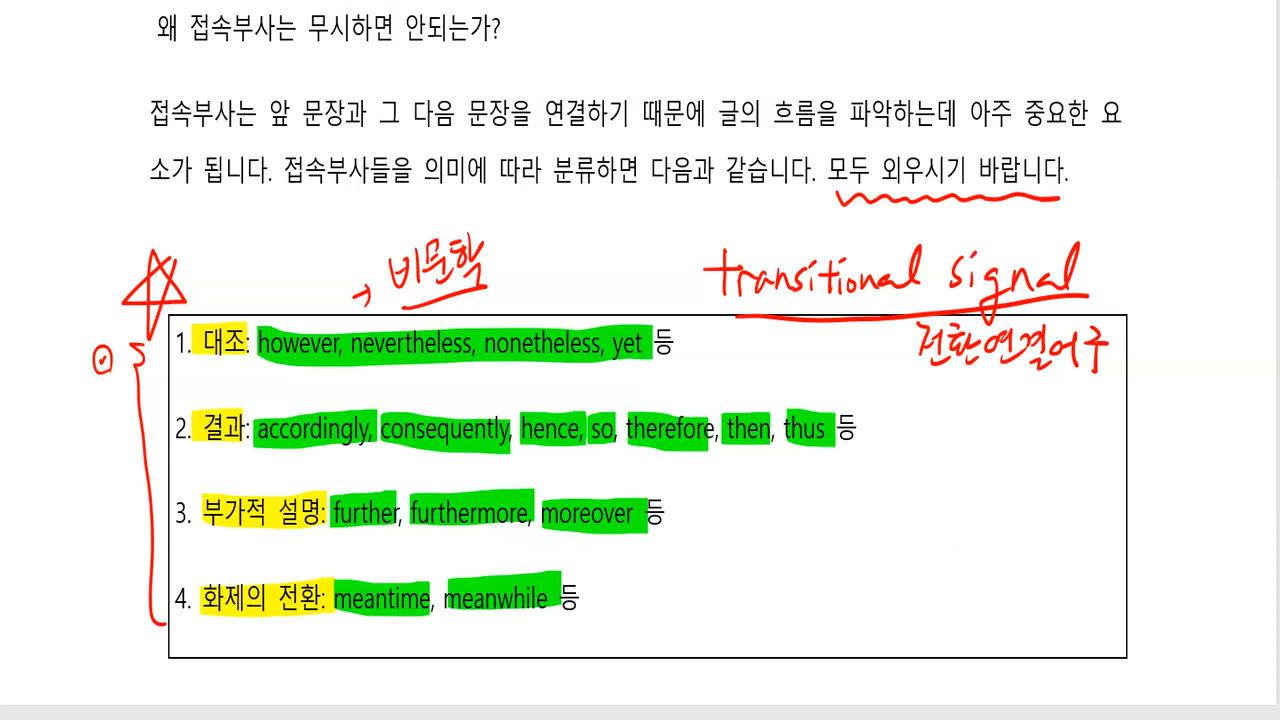 왜 접속부사는 무시하면 안되는가?
접속부사는 앞 문장과 그 다음 문장을 연결하기 때문에 글의 흐름을 파악하는데 아주 중요한 요
소가 됩니다. 접속부사들을 의미에 따라 분류하면 다음과 같습니다. 모두 외우시기 바랍니다.
→ 비문학
transitional signal
전환연결어구
1. 대조: however, nevertheless, nonetheless, yet 등
2. 결과: accordingly, consequently, hence, so, therefore, then, thus 등
3. 부가적 설명: further, furthermore, moreover 등
4. 화제의 전환: meantime, meanwhile 등